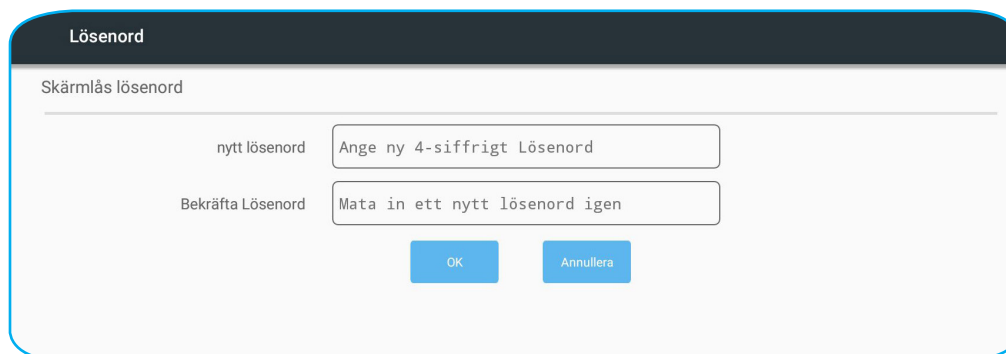 Lösenord
Skärmlås lösenord
nytt lösenord Ange ny 4-siffrigt Lösenord
Bekräfta Lösenord Mata in ett nytt lösenord igen
OK Annullera